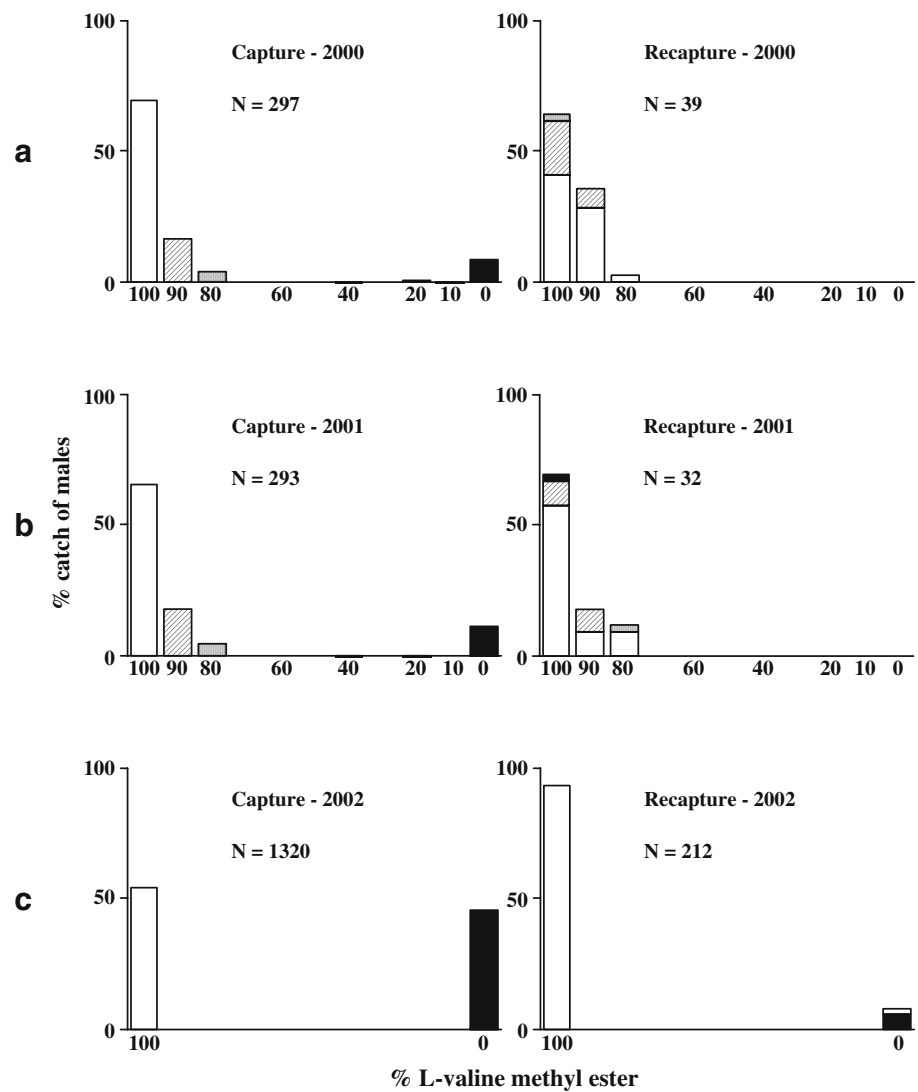 100
Capture - 2000
Recapture - 2000
N = 297
N = 39
a
50
0
100 90 80 60 40 20 10 0
100
50
0
100 90 80 60 40 20 10 0
100
Capture - 2001
Recapture - 2001
N = 293
N = 32
b
% catch of males
50
0
100 90 80 60 40 20 10 0
100
50
0
100 90 80 60 40 20 10 0
100
Capture - 2002
Recapture - 2002
N = 1320
N = 212
c
50
0
100 0
100
50
0
100 0
% L-valine methyl ester